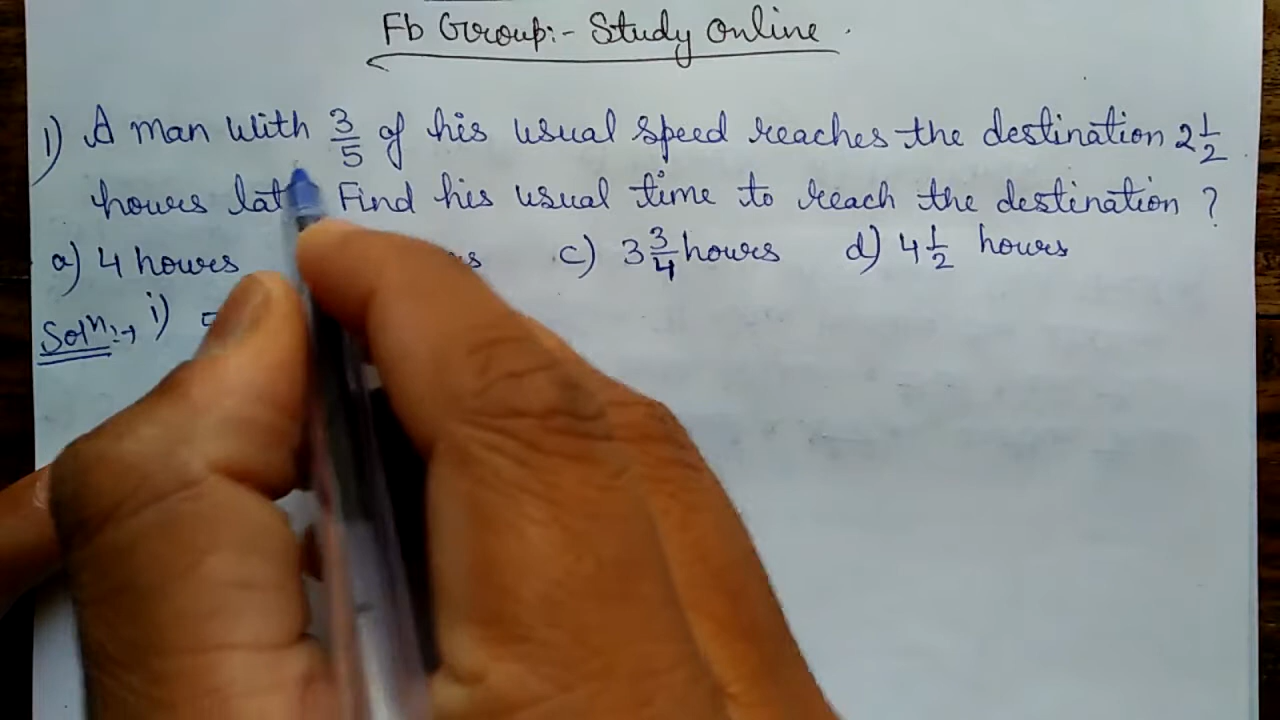 Fb Group:- Study Online.
1) A man with 3/5 of his usual speed reaches the destination 2 1/2
hours Find his usual time to reach the destination ?
a) 4 hours c) 3 3/4 hours d) 4 1/2 hours
Solⁿ:→ i)